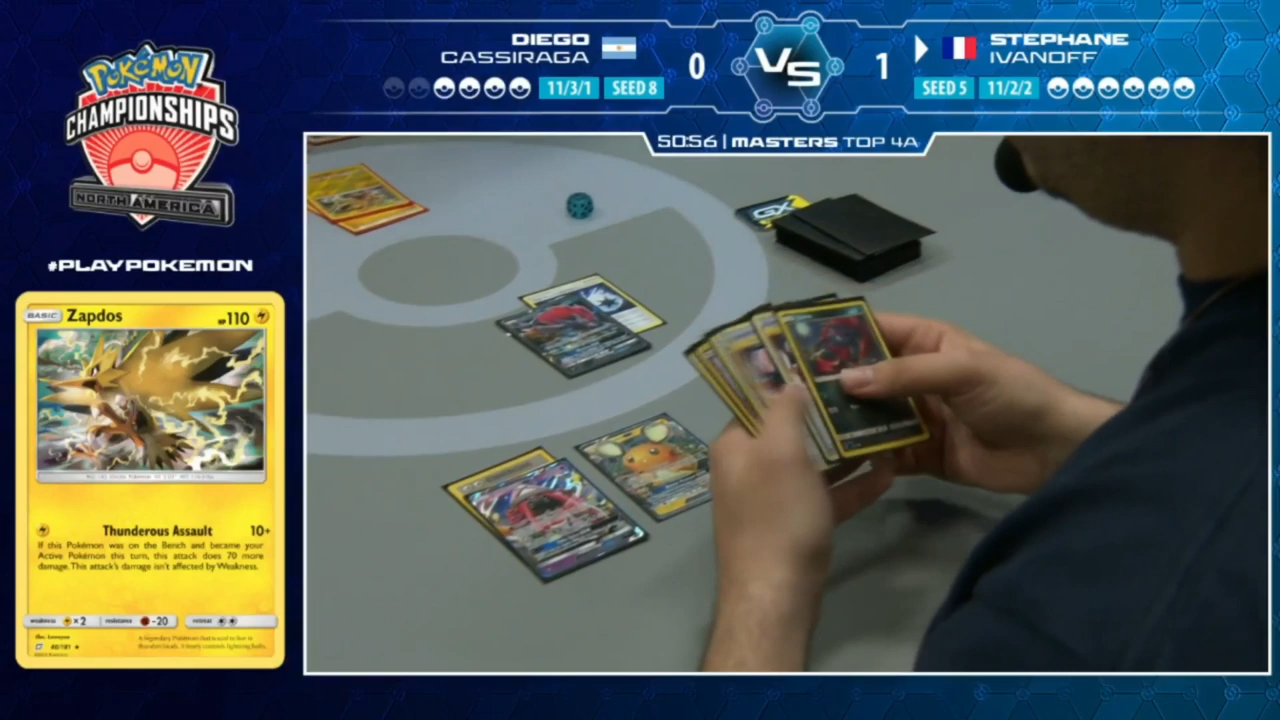 POKÉMON
CHAMPIONSHIPS
NORTH AMERICA
#PLAYPOKEMON
DIEGO
CASSIRAGA
11/3/1
SEED 8
0
VS
1
STEPHANE
IVANOFF
SEED 5
11/2/2
50:56 | MASTERS TOP 4A
GX
BASIC
Zapdos
HP110
Thunderous Assault 10+
If this Pokémon was on the Bench and became your
Active Pokémon this turn, this attack does 70 more
damage. This attack's damage isn't affected by Weakness.
weakness ×2 resistance -20 retreat
40/181